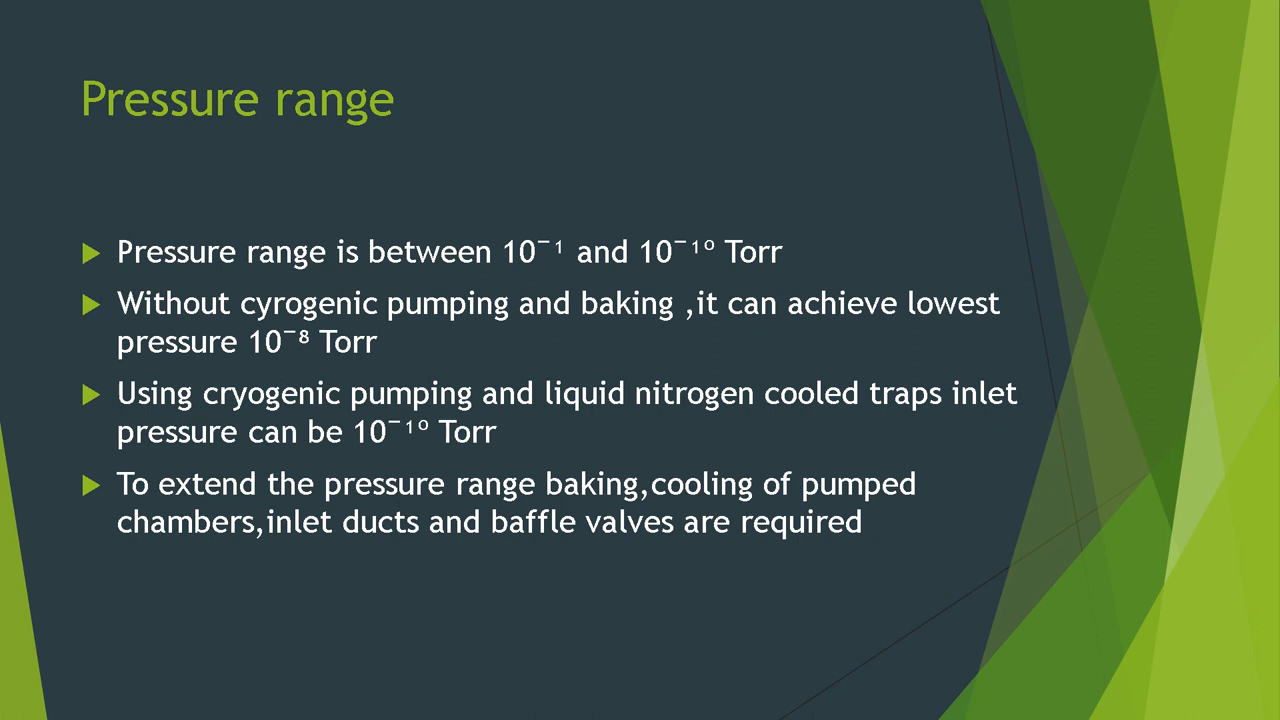 Pressure range
Pressure range is between 10⁻¹ and 10⁻¹⁰ Torr
Without cyrogenic pumping and baking ,it can achieve lowest
pressure 10⁻⁸ Torr
Using cryogenic pumping and liquid nitrogen cooled traps inlet
pressure can be 10⁻¹⁰ Torr
To extend the pressure range baking,cooling of pumped
chambers,inlet ducts and baffle valves are required